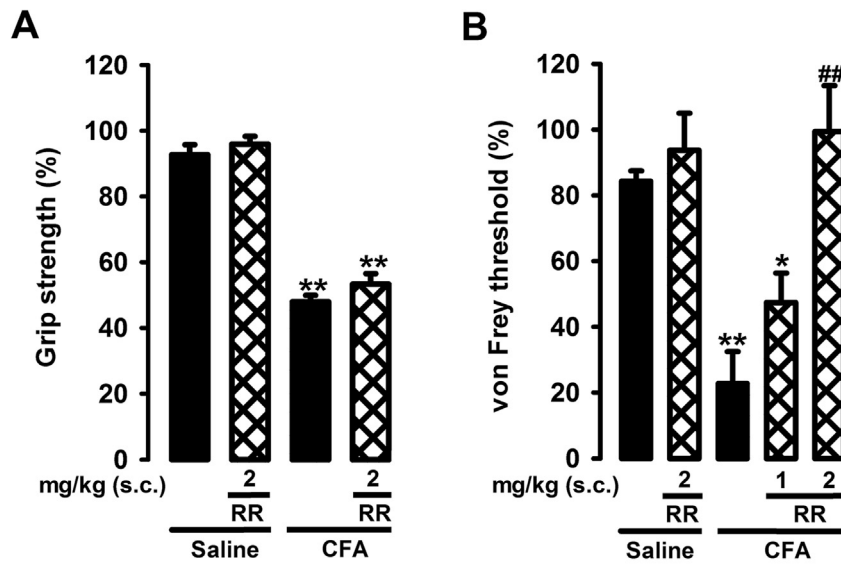 A
Grip strength (%)
120
100
80
60
40
20
0
** **
mg/kg (s.c.) 2 2
RR RR
Saline CFA
B
von Frey threshold (%)
120
100
80
60
40
20
0
** * ##
mg/kg (s.c.) 2 1 2
RR RR
Saline CFA